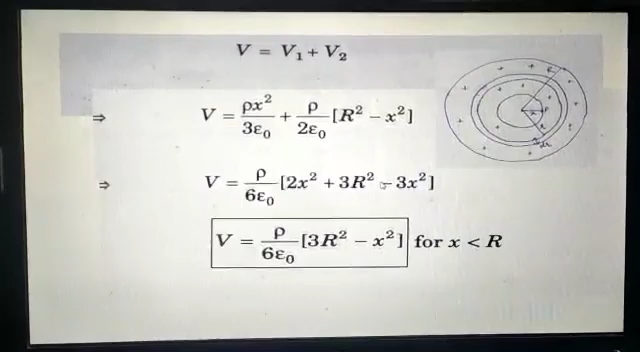 V = V₁ + V₂
⇒ V = ρx²/3ε₀ + ρ/2ε₀ [R² − x²]
⇒ V = ρ/6ε₀ [2x² + 3R² − 3x²]
V = ρ/6ε₀ [3R² − x²] for x < R